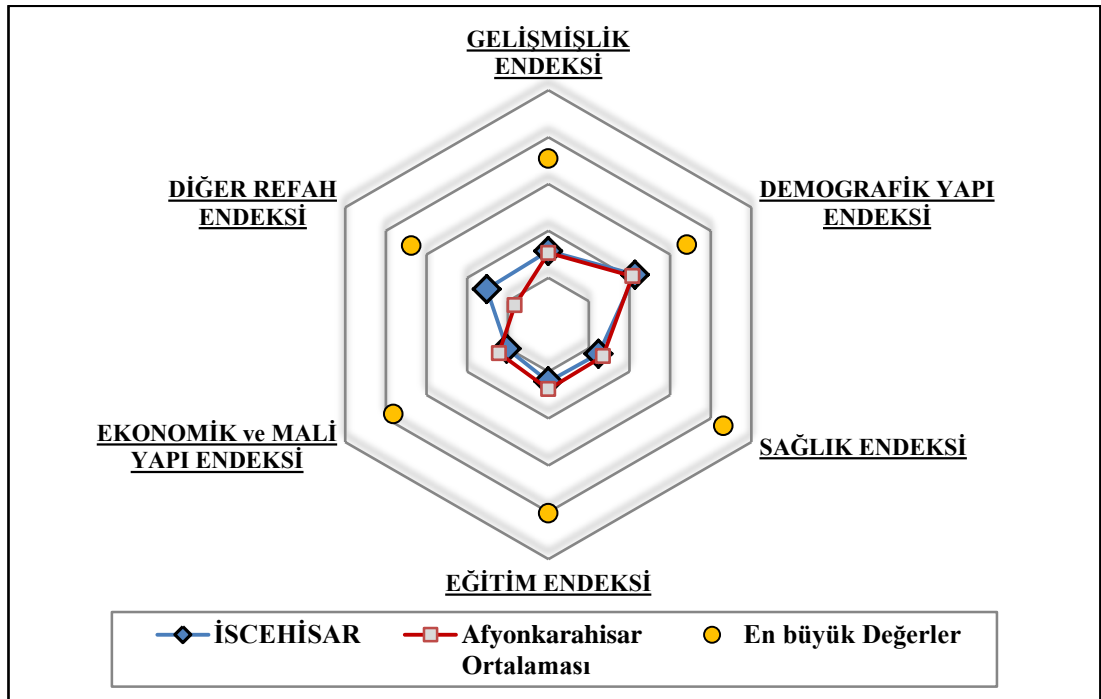 GELİŞMİŞLİK
ENDEKSİ
DİĞER REFAH
ENDEKSİ
DEMOGRAFİK YAPI
ENDEKSİ
EKONOMİK ve MALİ
YAPI ENDEKSİ
SAĞLIK ENDEKSİ
EĞİTİM ENDEKSİ
İSCEHİSAR
Afyonkarahisar
Ortalaması
En büyük Değerler